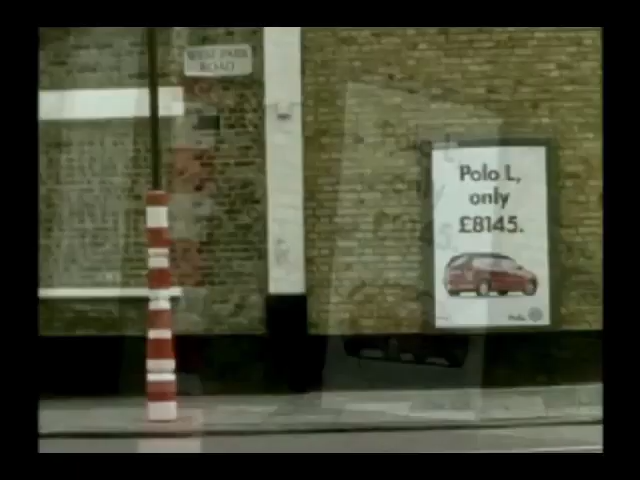 WEST PARK
ROAD
Polo L,
only
£8145.